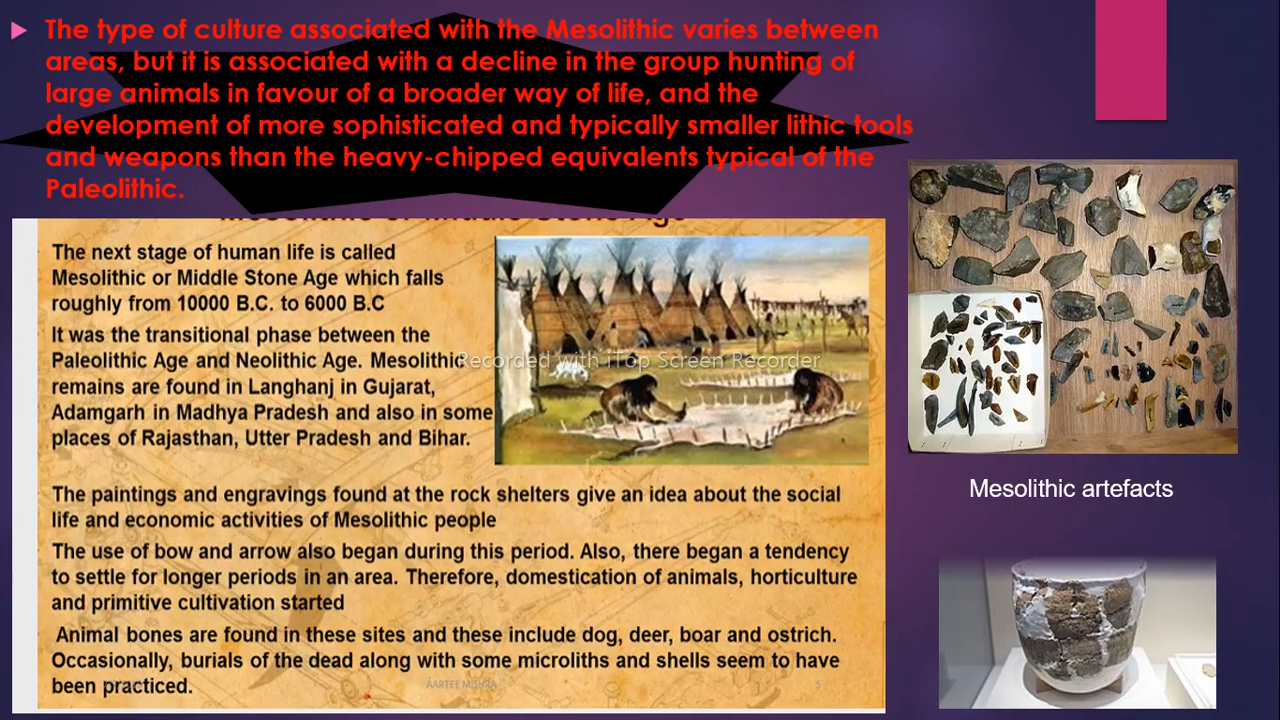 The type of culture associated with the Mesolithic varies between
areas, but it is associated with a decline in the group hunting of
large animals in favour of a broader way of life, and the
development of more sophisticated and typically smaller lithic tools
and weapons than the heavy-chipped equivalents typical of the
Paleolithic.
The next stage of human life is called
Mesolithic or Middle Stone Age which falls
roughly from 10000 B.C. to 6000 B.C
It was the transitional phase between the
Paleolithic Age and Neolithic Age. Mesolithic
remains are found in Langhanj in Gujarat,
Adamgarh in Madhya Pradesh and also in some
places of Rajasthan, Utter Pradesh and Bihar.
Recorded with iTop Screen Recorder
The paintings and engravings found at the rock shelters give an idea about the social
life and economic activities of Mesolithic people
The use of bow and arrow also began during this period. Also, there began a tendency
to settle for longer periods in an area. Therefore, domestication of animals, horticulture
and primitive cultivation started
Animal bones are found in these sites and these include dog, deer, boar and ostrich.
Occasionally, burials of the dead along with some microliths and shells seem to have
been practiced.
AARTEE MISHRA
5
Mesolithic artefacts